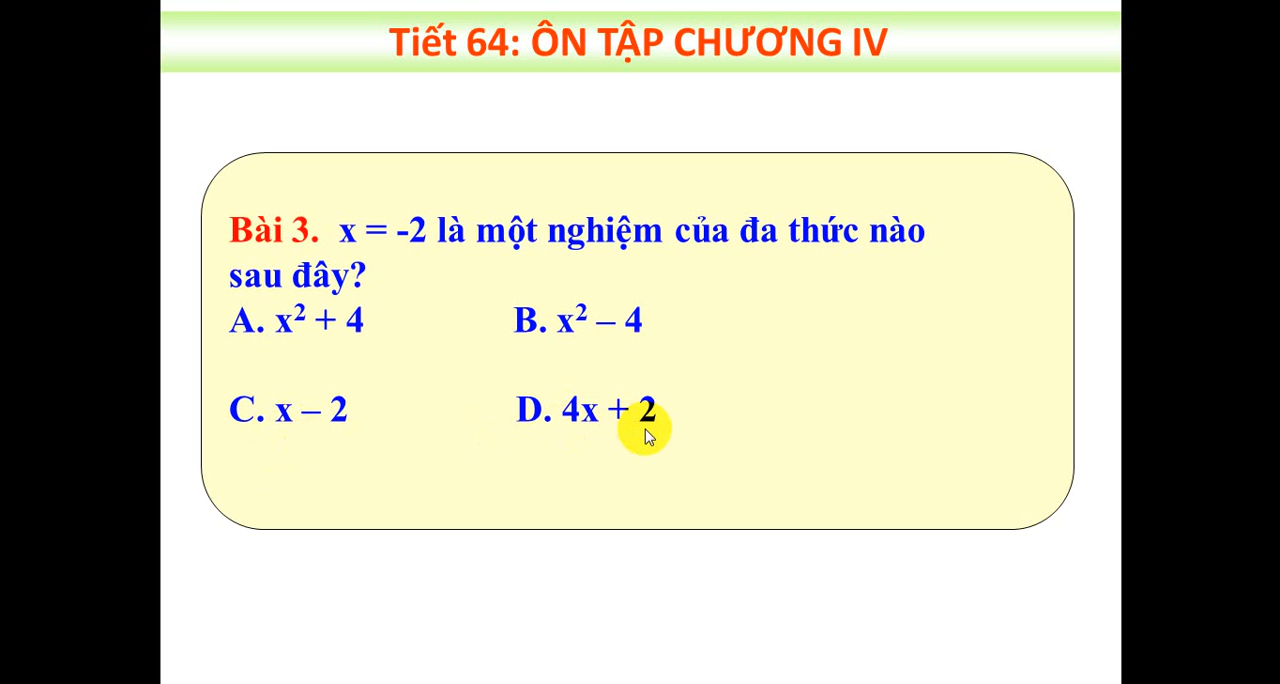 Tiết 64: ÔN TẬP CHƯƠNG IV
Bài 3. x = -2 là một nghiệm của đa thức nào
sau đây?
A. x² + 4 B. x² – 4
C. x – 2 D. 4x + 2